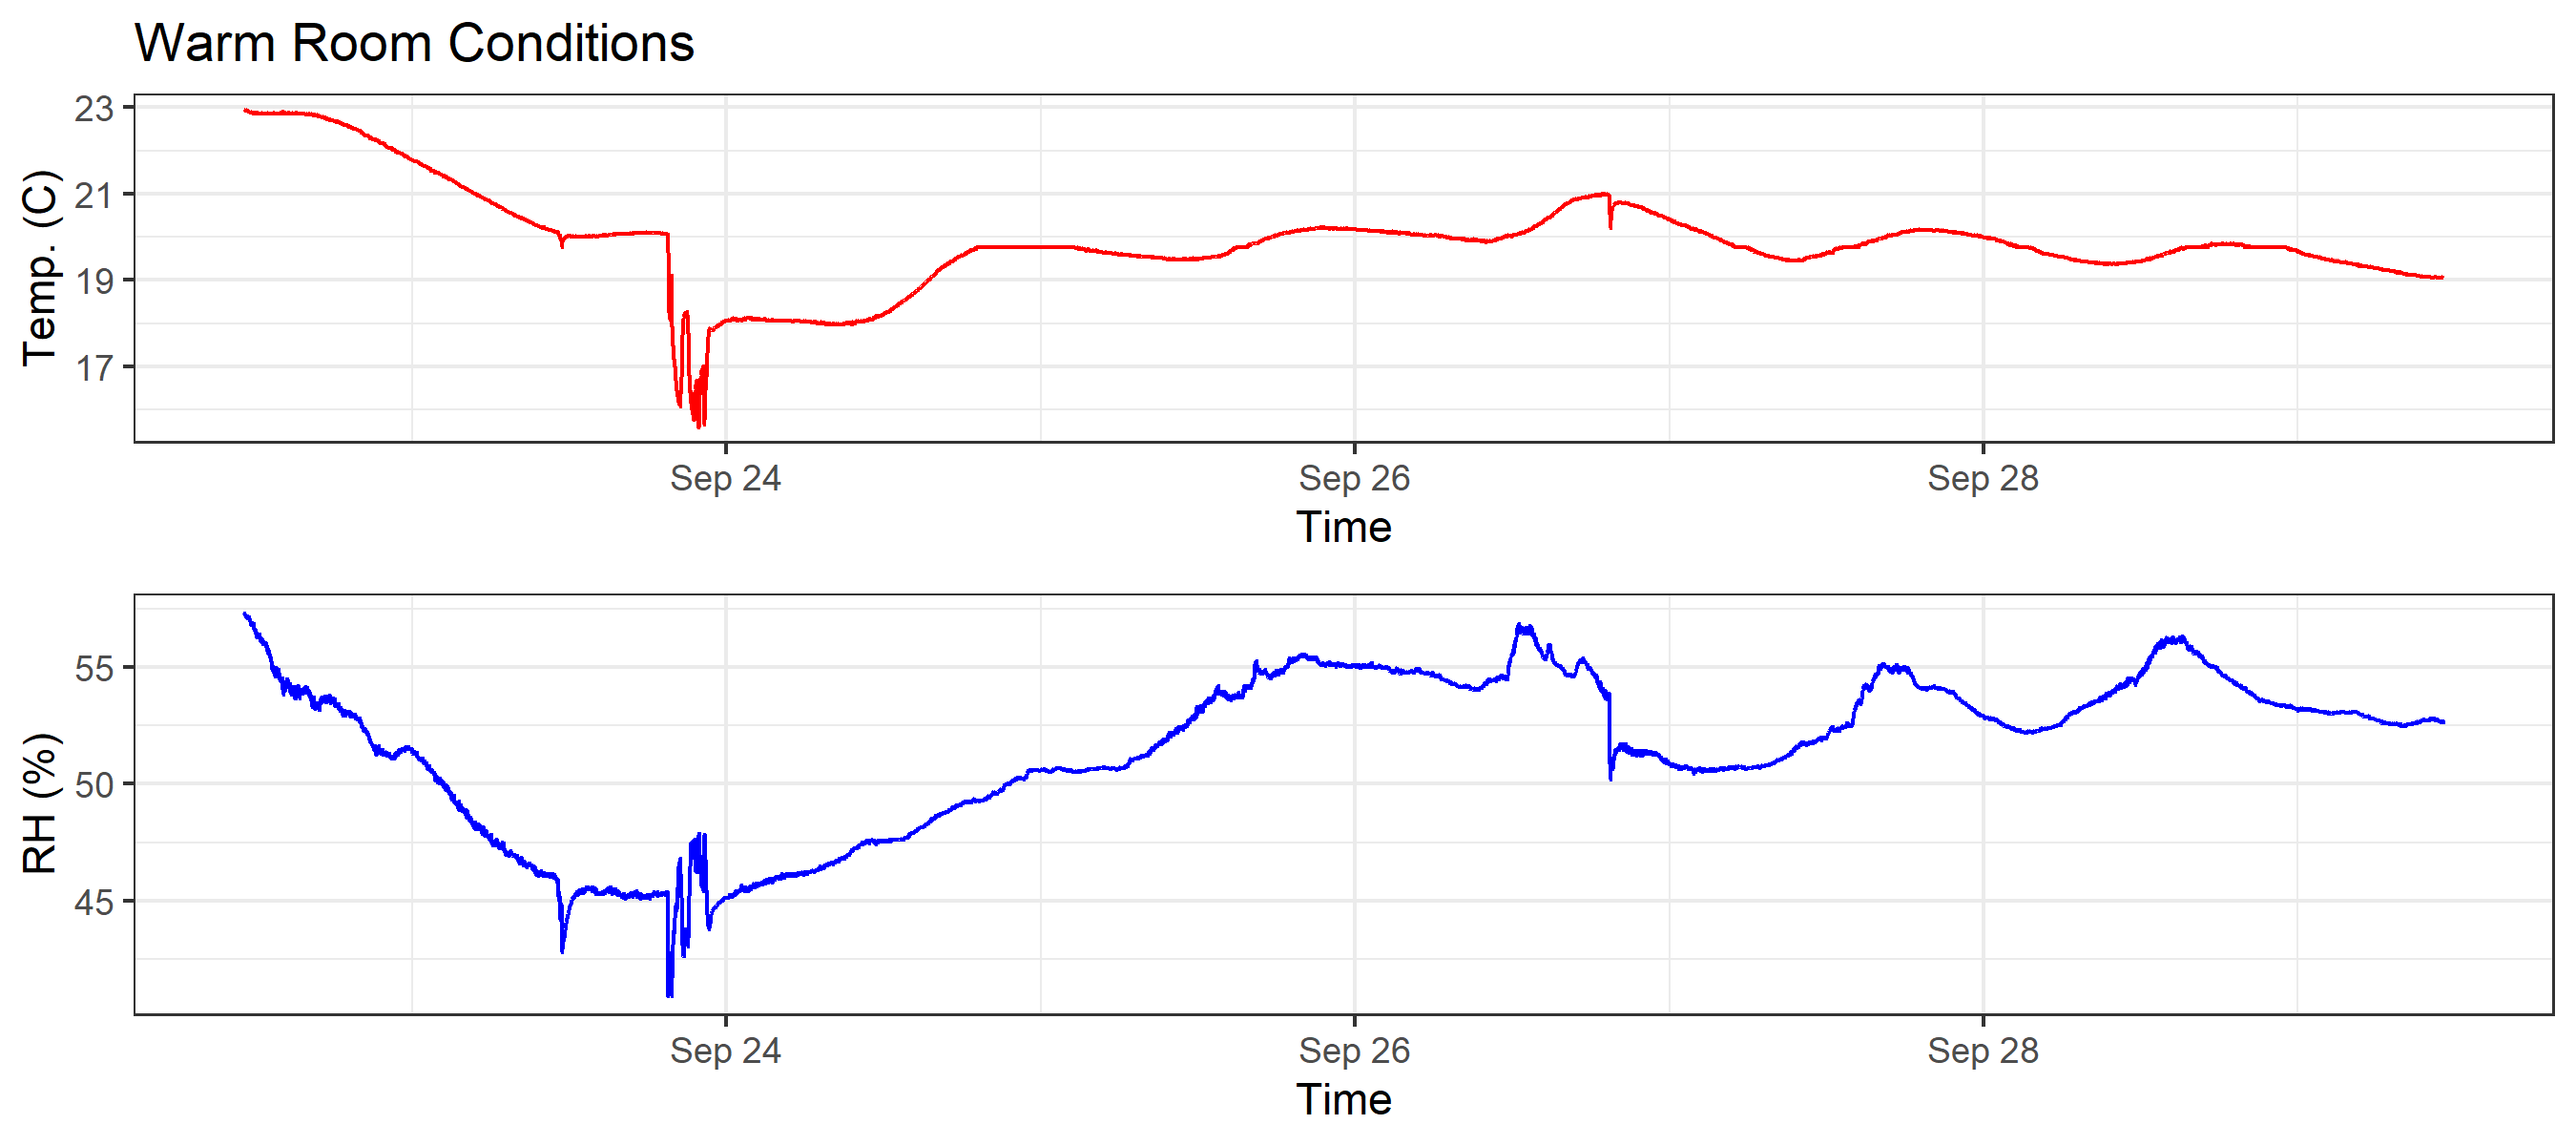 Warm Room Conditions
23
21
19
17
Temp. (C)
Sep 24 Sep 26 Sep 28
Time
55
50
45
RH (%)
Sep 24 Sep 26 Sep 28
Time